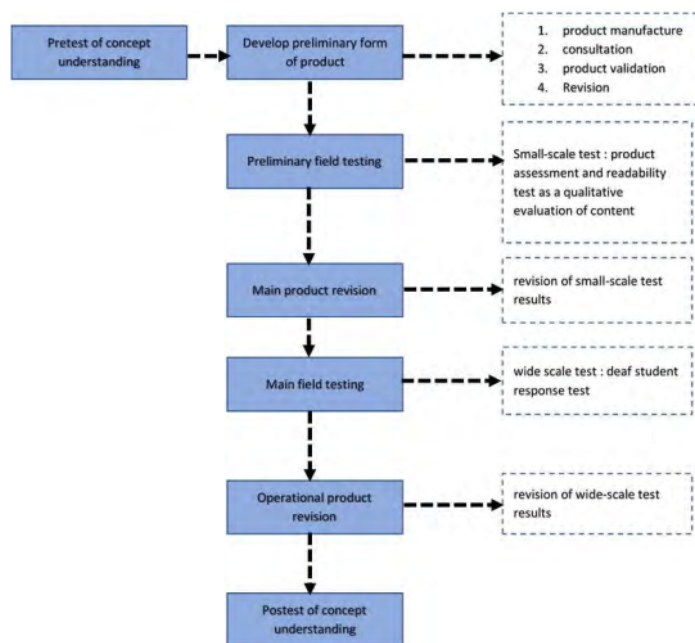 Pretest of concept
understanding
Develop preliminary form
of product
1. product manufacture
2. consultation
3. product validation
4. Revision
Preliminary field testing
Small-scale test : product
assessment and readability
test as a qualitative
evaluation of content
Main product revision
revision of small-scale test
results
Main field testing
wide scale test : deaf student
response test
Operational product
revision
revision of wide-scale test
results
Postest of concept
understanding